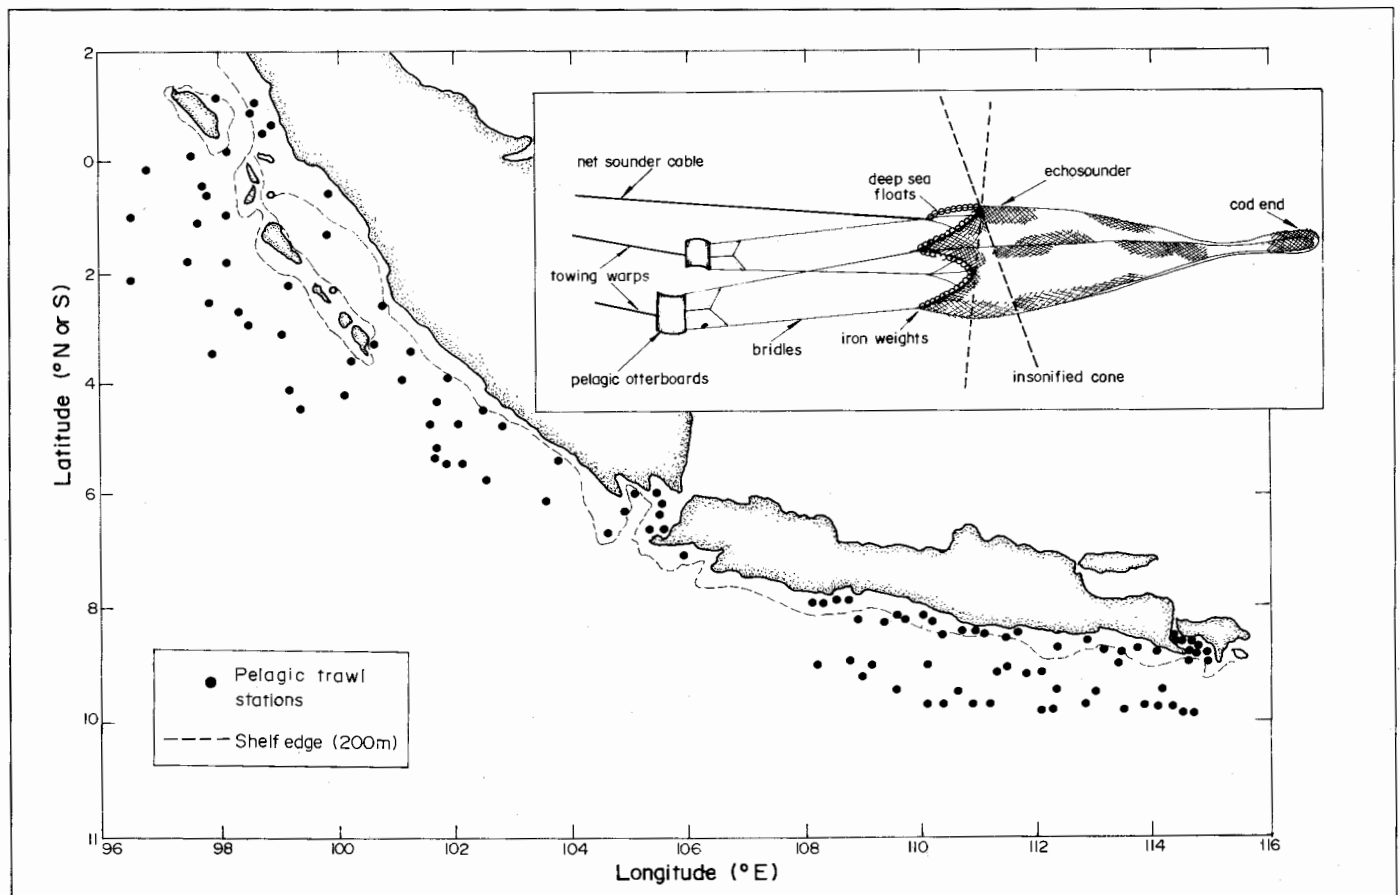 2
0
2
4
6
8
10
11
Latitude (°N or S)
96
98
100
102
104
106
108
110
112
114
116
Longitude (°E)
net sounder cable
deep sea
floats
echosounder
cod end
towing warps
iron weights
bridles
pelagic otterboards
insonified cone
Pelagic trawl
stations
Shelf edge (200m)